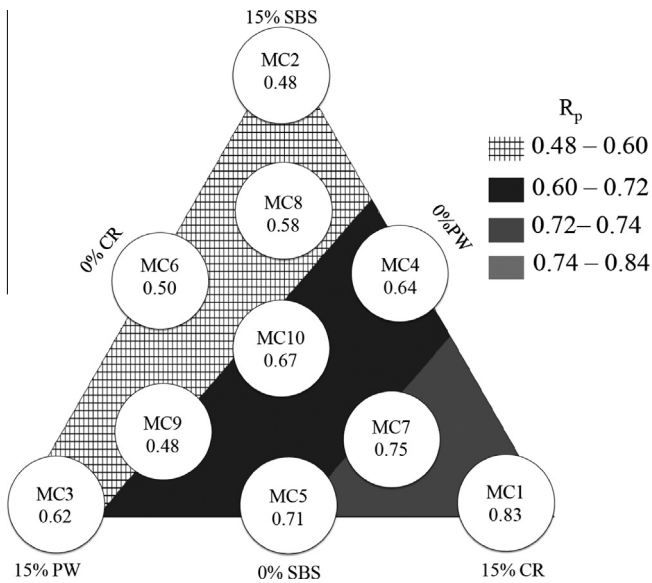 15% SBS
MC2
0.48
R_p
0.48 – 0.60
0.60 – 0.72
0.72– 0.74
0.74 – 0.84
MC8
0.58
0% CR
0%PW
MC6
0.50
MC4
0.64
MC10
0.67
MC9
0.48
MC7
0.75
MC3
0.62
MC5
0.71
MC1
0.83
15% PW
0% SBS
15% CR